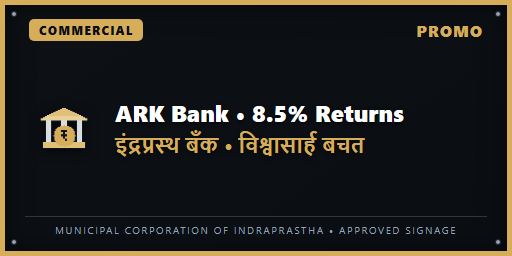 COMMERCIAL
PROMO
ARK Bank • 8.5% Returns
इंद्रप्रस्थ बँक • विश्वासार्ह बचत
MUNICIPAL CORPORATION OF INDRAPRASTHA • APPROVED SIGNAGE